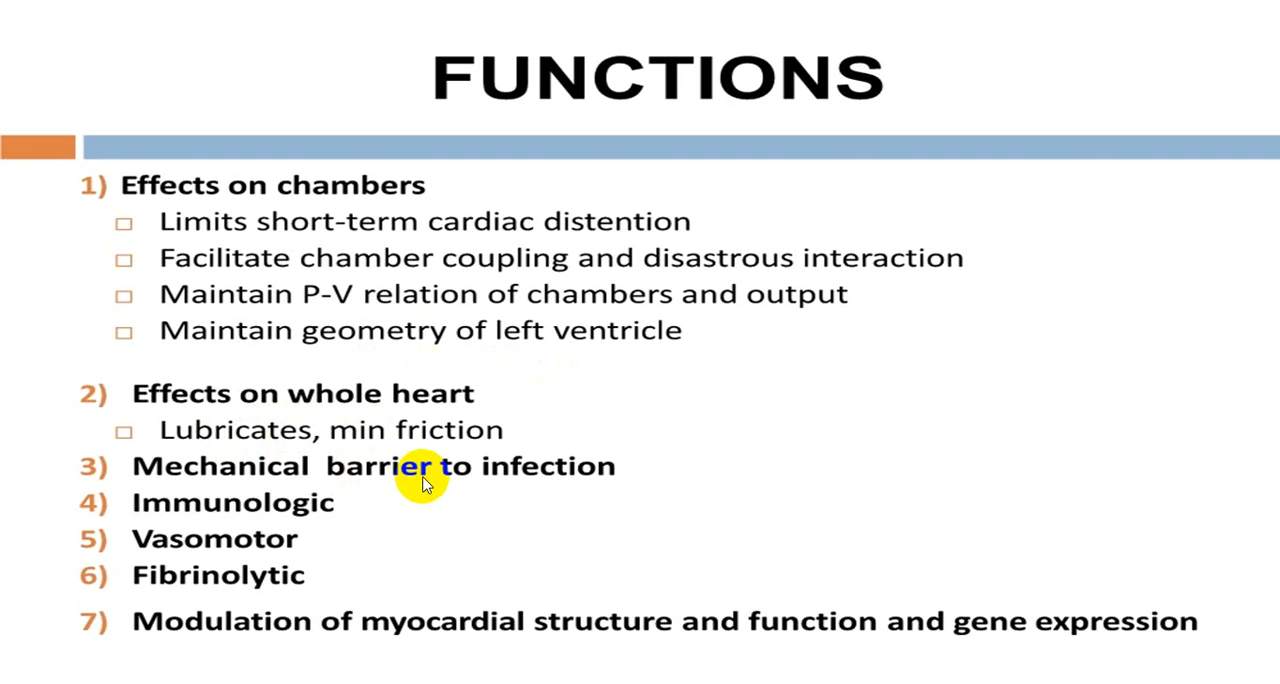 FUNCTIONS
1) Effects on chambers
Limits short-term cardiac distention
Facilitate chamber coupling and disastrous interaction
Maintain P-V relation of chambers and output
Maintain geometry of left ventricle
2) Effects on whole heart
Lubricates, min friction
3) Mechanical barrier to infection
4) Immunologic
5) Vasomotor
6) Fibrinolytic
7) Modulation of myocardial structure and function and gene expression